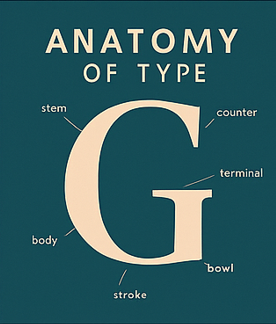 ANATOMY
OF TYPE
stem
counter
G
terminal
body
bowl
stroke